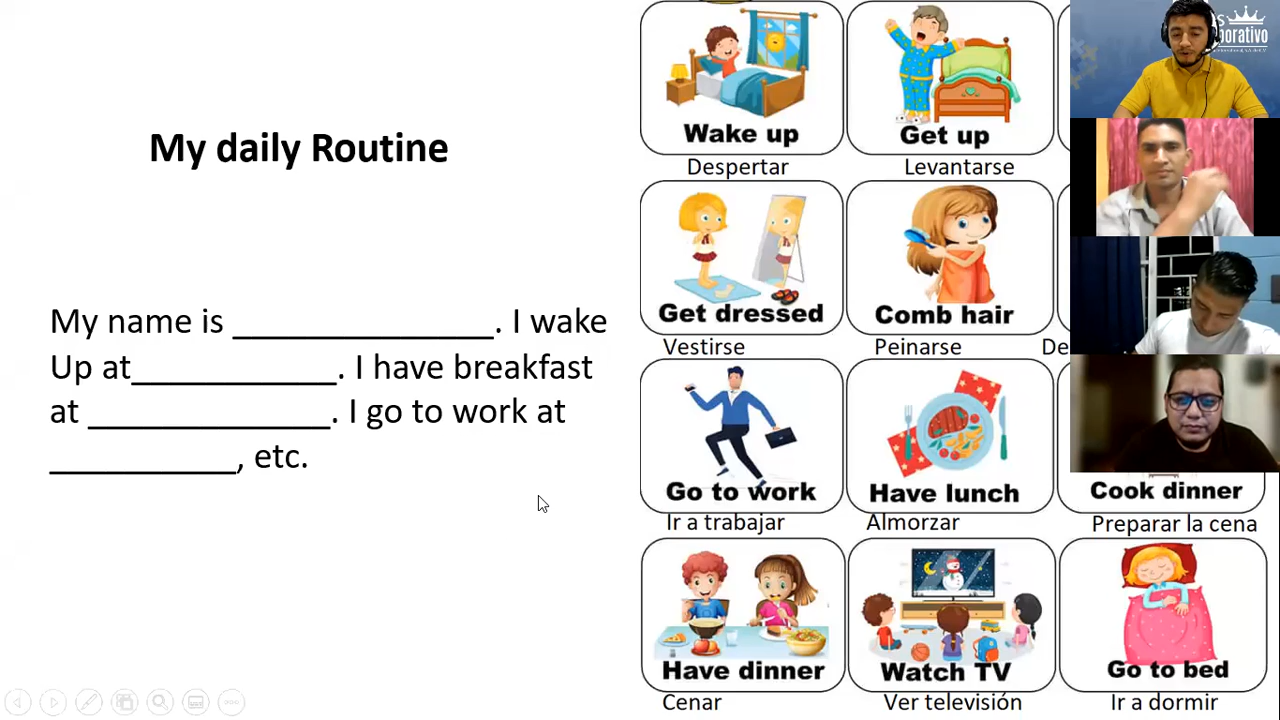 My daily Routine
My name is _______________. I wake
Up at____________. I have breakfast
at ______________. I go to work at
___________, etc.
Wake up
Despertar
Get up
Levantarse
Get dressed
Vestirse
Comb hair
Peinarse
De
Go to work
Ir a trabajar
Have lunch
Almorzar
Cook dinner
Preparar la cena
Have dinner
Cenar
Watch TV
Ver televisión
Go to bed
Ir a dormir